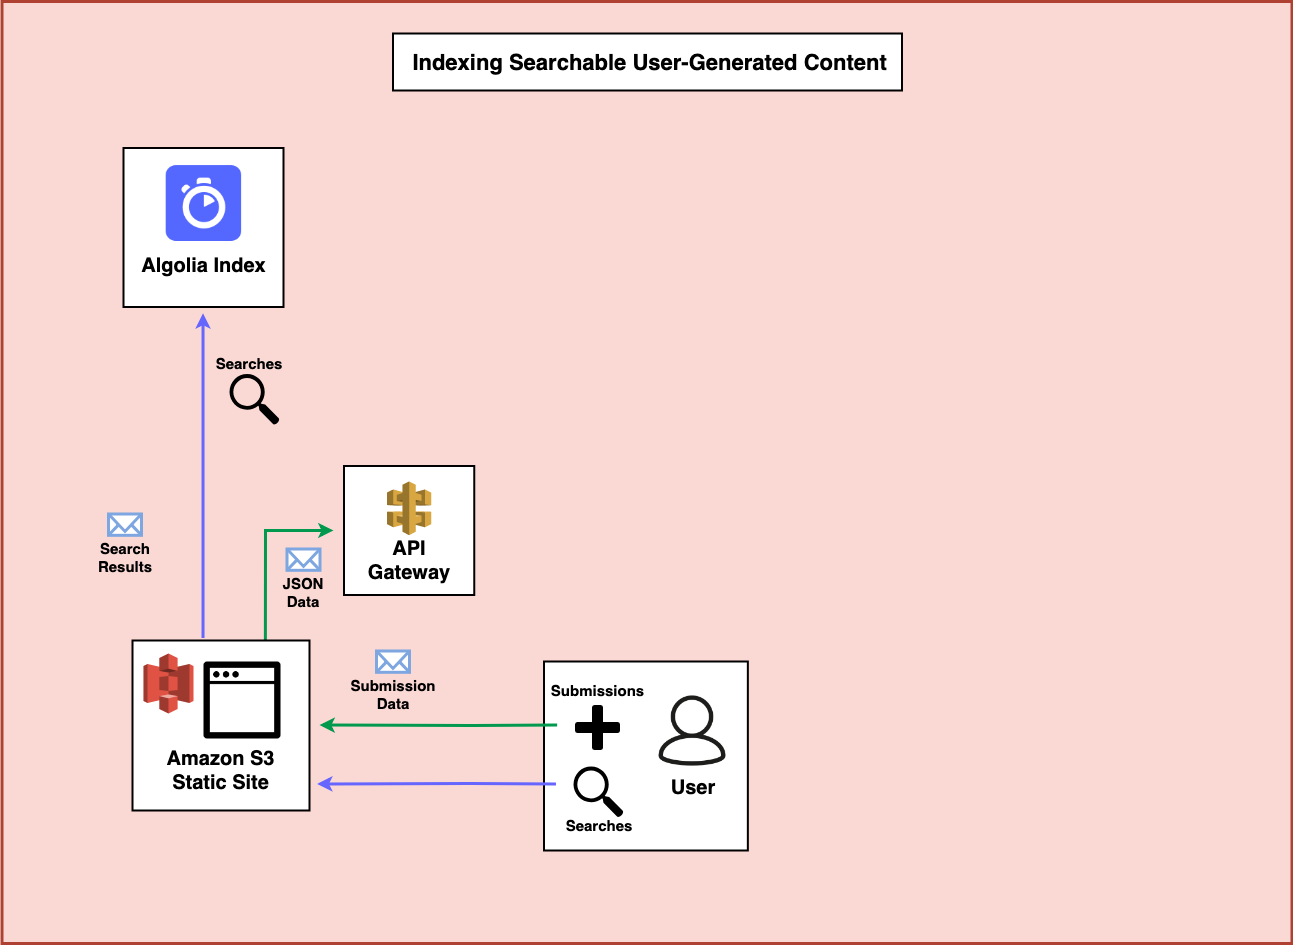 Indexing Searchable User-Generated Content
Algolia Index
Searches
Search
Results
API
Gateway
JSON
Data
Submission
Data
Amazon S3
Static Site
Submissions
User
Searches